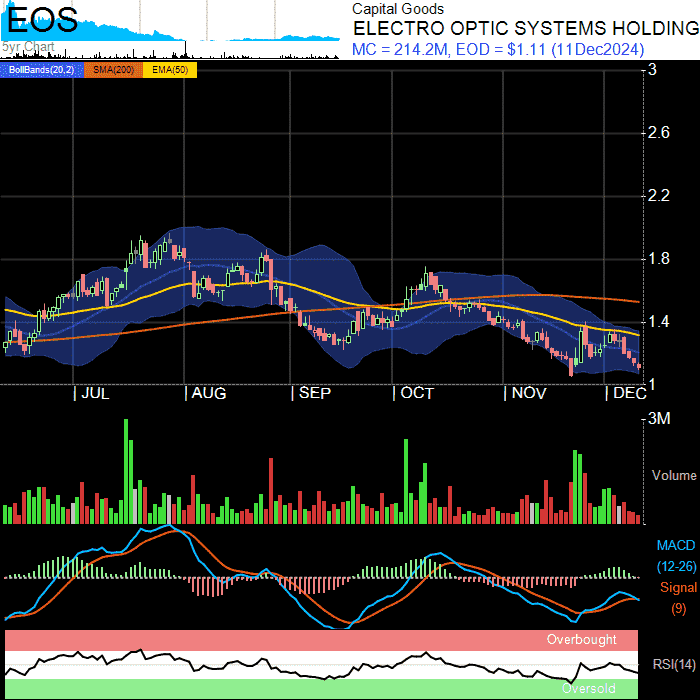 EOS
5yr Chart
Capital Goods
ELECTRO OPTIC SYSTEMS HOLDING
MC = 214.2M, EOD = $1.11 (11Dec2024)
BollBands(20,2) SMA(200) EMA(50)
3
2.6
2.2
1.8
1.4
1
JUL AUG SEP OCT NOV DEC
3M
Volume
MACD
(12-26)
Signal
(9)
Overbought
RSI(14)
Oversold